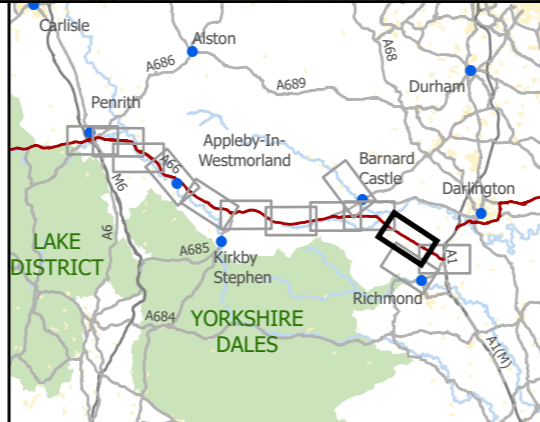 Carlisle
Alston
A686
A68
A689
Durham
Penrith
Appleby-In-
Westmorland
A66
Barnard
Castle
Darlington
M6
A6
LAKE
DISTRICT
A685
Kirkby
Stephen
A1
Richmond
A684
YORKSHIRE
DALES
A1(M)